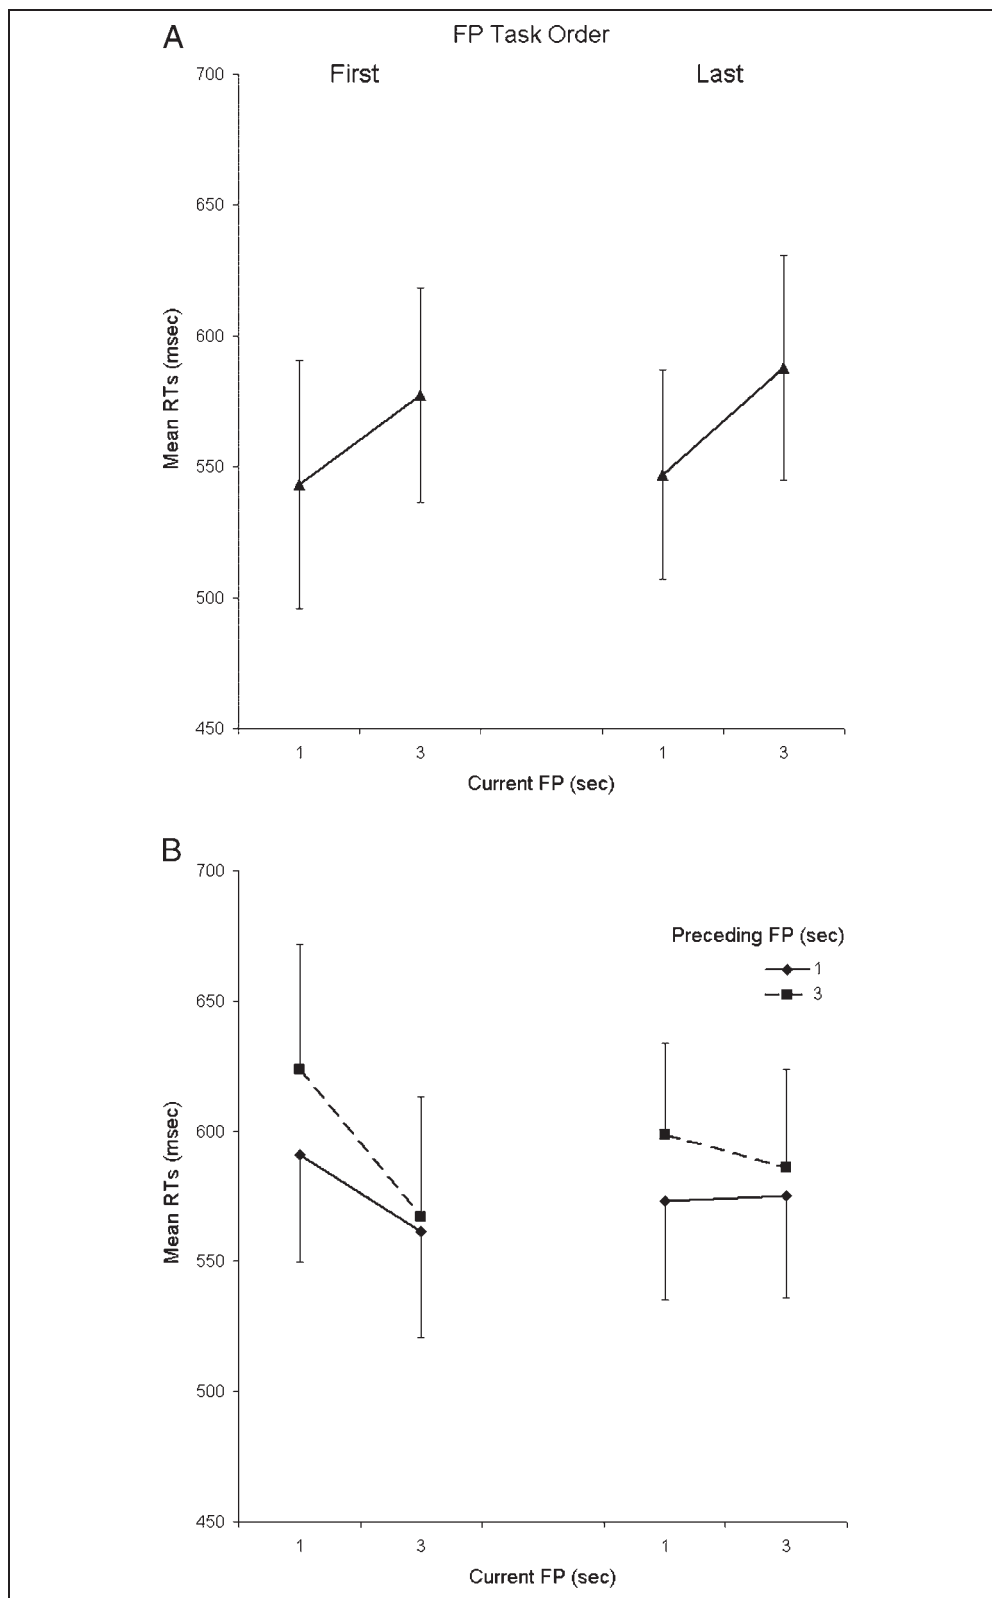 A
FP Task Order
First Last
700
650
600
550
500
450
Mean RTs (msec)
1 3 1 3
Current FP (sec)
B
700
650
600
550
500
450
Mean RTs (msec)
Preceding FP (sec)
1
3
1 3 1 3
Current FP (sec)